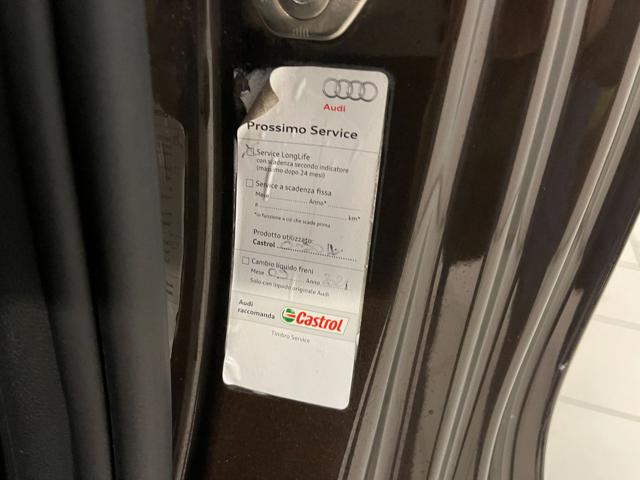 Audi
Prossimo Service
Service LongLife
con scadenza secondo indicatore
(massimo dopo 24 mesi)
Service a scadenza fissa
Mese Anno*
a km*
*in funzione a ciò che scade prima
Prodotto utilizzato:
Castrol
Cambio liquido freni
Mese Anno
Solo con liquido originale Audi
Audi
raccomanda
Castrol
Timbro Service